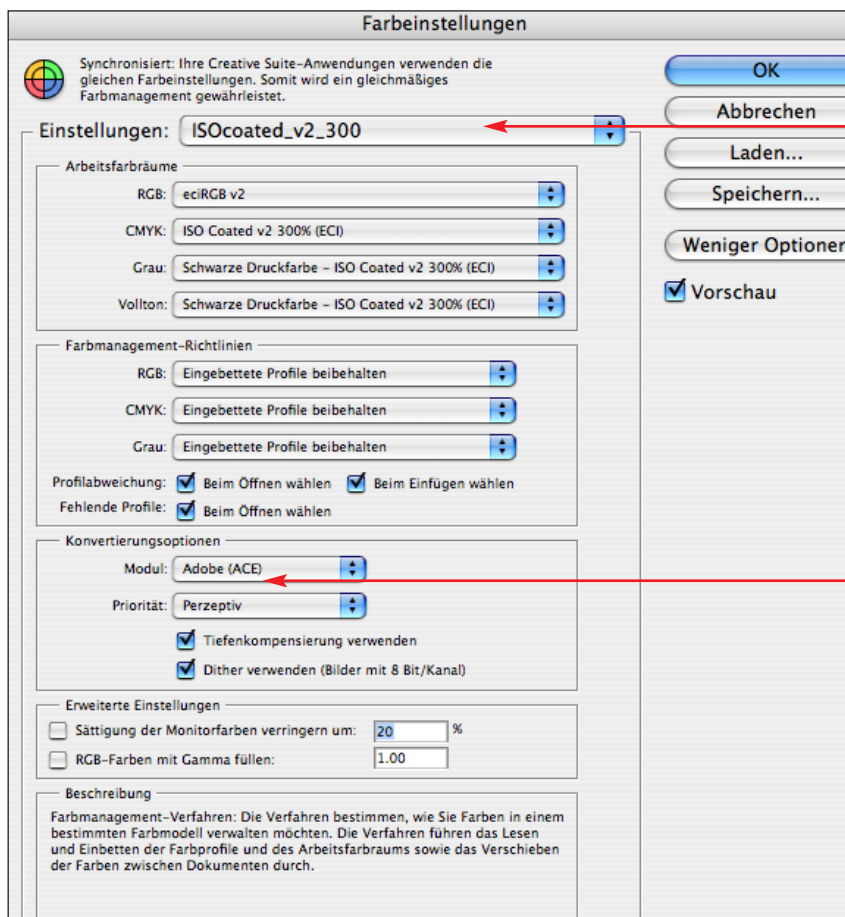 Farbeinstellungen
Synchronisiert: Ihre Creative Suite-Anwendungen verwenden die
gleichen Farbeinstellungen. Somit wird ein gleichmäßiges
Farbmanagement gewährleistet.
OK
Abbrechen
Laden...
Speichern...
Weniger Optionen
Vorschau
Einstellungen: ISOcoated_v2_300
Arbeitsfarbräume
RGB: eciRGB v2
CMYK: ISO Coated v2 300% (ECI)
Grau: Schwarze Druckfarbe – ISO Coated v2 300% (ECI)
Vollton: Schwarze Druckfarbe – ISO Coated v2 300% (ECI)
Farbmanagement-Richtlinien
RGB: Eingebettete Profile beibehalten
CMYK: Eingebettete Profile beibehalten
Grau: Eingebettete Profile beibehalten
Profilabweichung: Beim Öffnen wählen Beim Einfügen wählen
Fehlende Profile: Beim Öffnen wählen
Konvertierungsoptionen
Modul: Adobe (ACE)
Priorität: Perzeptiv
Tiefenkompensierung verwenden
Dither verwenden (Bilder mit 8 Bit/Kanal)
Erweiterte Einstellungen
Sättigung der Monitorfarben verringern um: 20 %
RGB-Farben mit Gamma füllen: 1.00
Beschreibung
Farbmanagement-Verfahren: Die Verfahren bestimmen, wie Sie Farben in einem
bestimmten Farbmodell verwalten möchten. Die Verfahren führen das Lesen
und Einbetten der Farbprofile und des Arbeitsfarbraums sowie das Verschieben
der Farben zwischen Dokumenten durch.